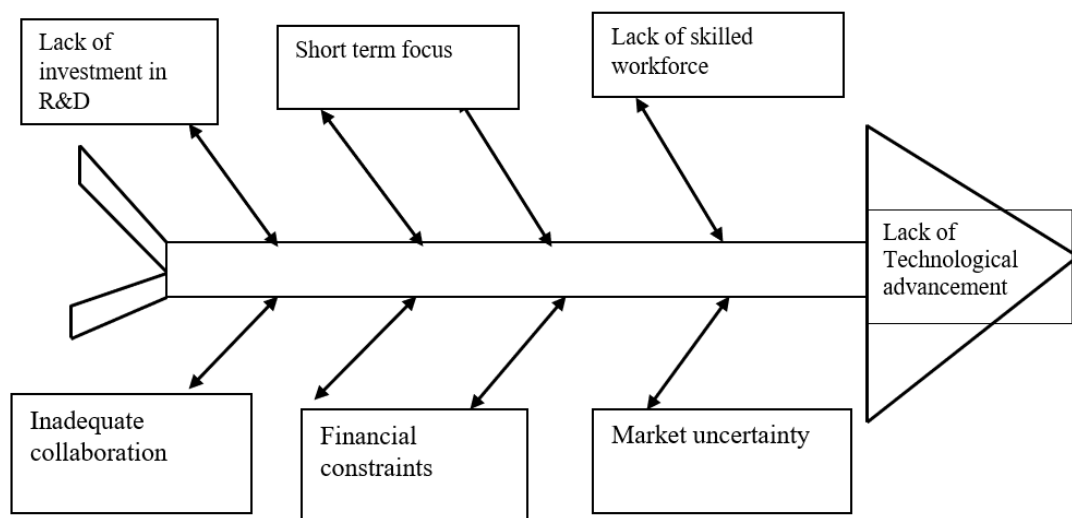 Lack of
investment in
R&D
Short term focus
Lack of skilled
workforce
Lack of
Technological
advancement
Inadequate
collaboration
Financial
constraints
Market uncertainty